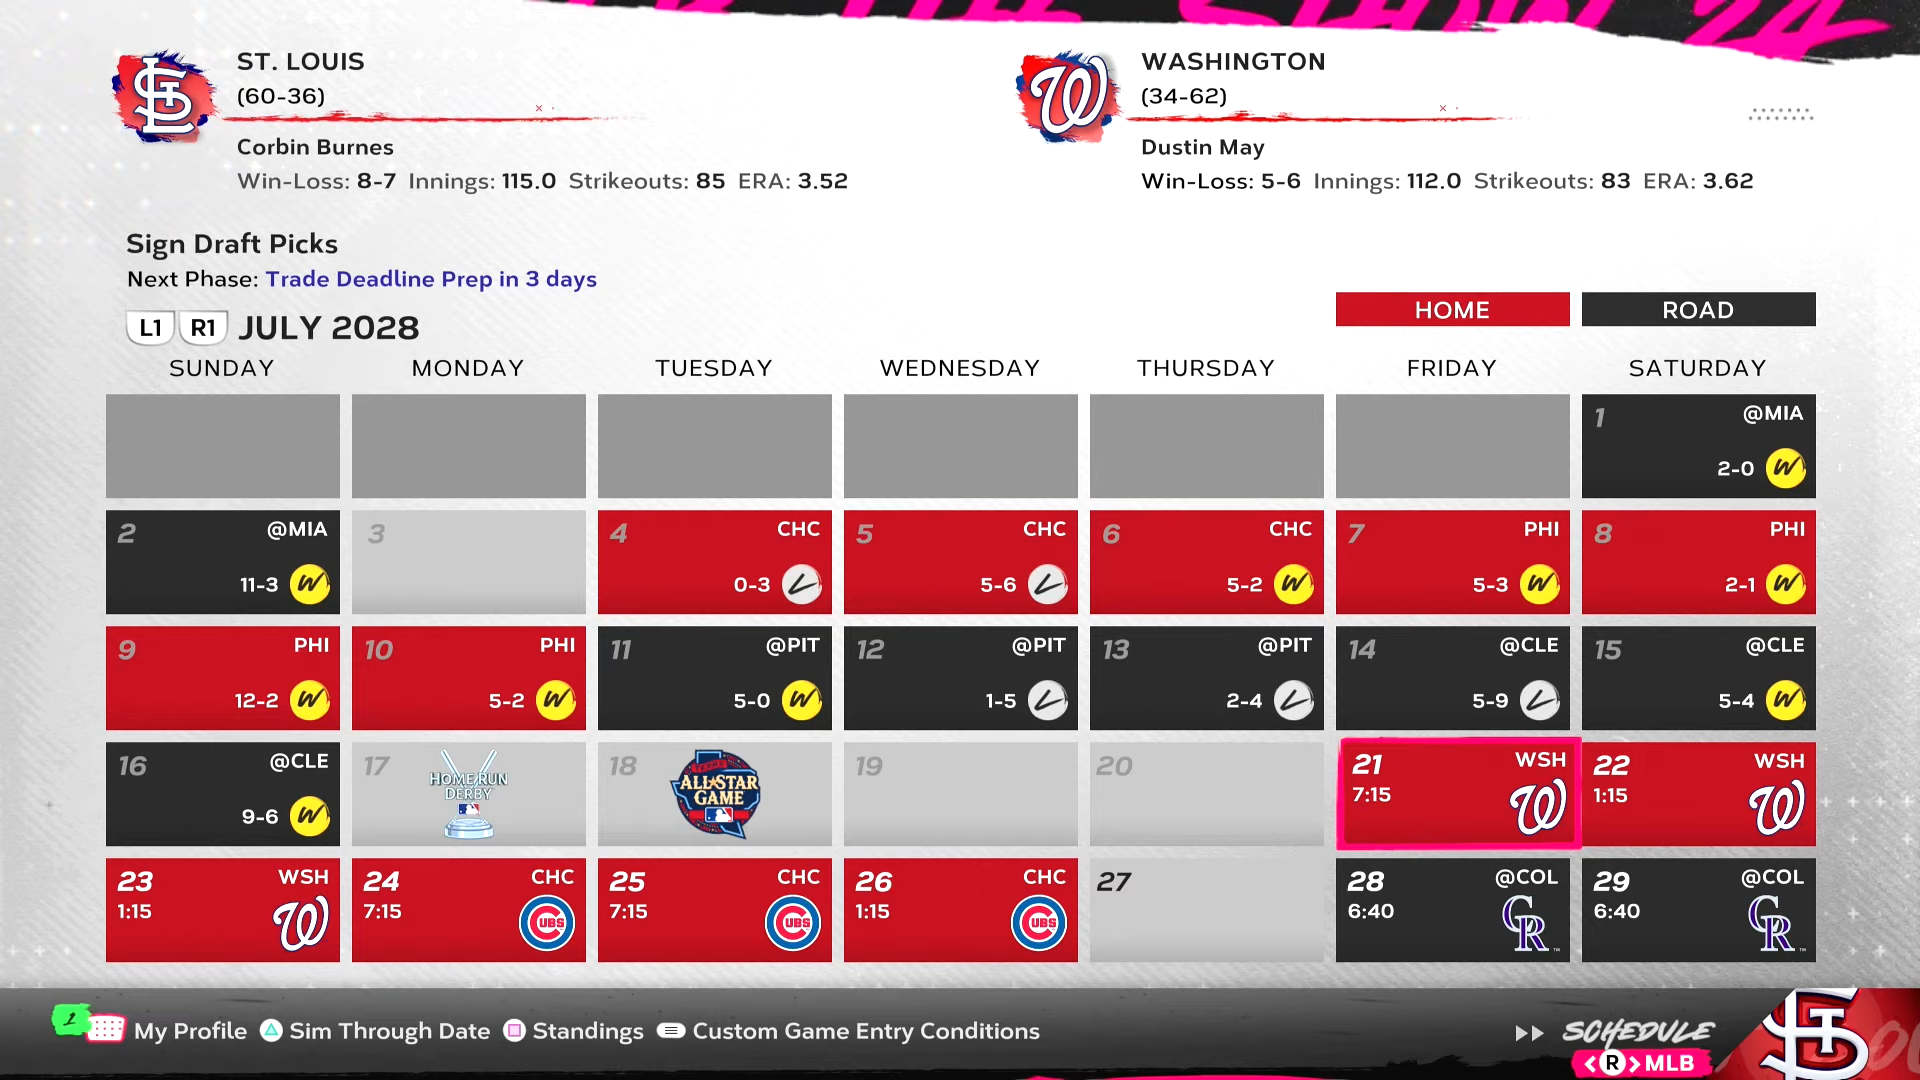 THE SHOW 24
ST. LOUIS
(60-36)
Corbin Burnes
Win-Loss: 8-7 Innings: 115.0 Strikeouts: 85 ERA: 3.52
WASHINGTON
(34-62)
Dustin May
Win-Loss: 5-6 Innings: 112.0 Strikeouts: 83 ERA: 3.62
Sign Draft Picks
Next Phase: Trade Deadline Prep in 3 days
L1 R1 JULY 2028
HOME ROAD
SUNDAY MONDAY TUESDAY WEDNESDAY THURSDAY FRIDAY SATURDAY
1 @MIA
2-0 W
2 @MIA 3 4 CHC 5 CHC 6 CHC 7 PHI 8 PHI
11-3 W 0-3 L 5-6 L 5-2 W 5-3 W 2-1 W
9 PHI 10 PHI 11 @PIT 12 @PIT 13 @PIT 14 @CLE 15 @CLE
12-2 W 5-2 W 5-0 W 1-5 L 2-4 L 5-9 L 5-4 W
16 @CLE 17 HOME RUN DERBY 18 TEXAS ALL STAR GAME 19 20 21 WSH 22 WSH
9-6 W 7:15 W 1:15 W
23 WSH 24 CHC 25 CHC 26 CHC 27 28 @COL 29 @COL
1:15 W 7:15 CUBS 7:15 CUBS 1:15 CUBS 6:40 CR 6:40 CR
1 My Profile Sim Through Date Standings Custom Game Entry Conditions
SCHEDULE
R MLB